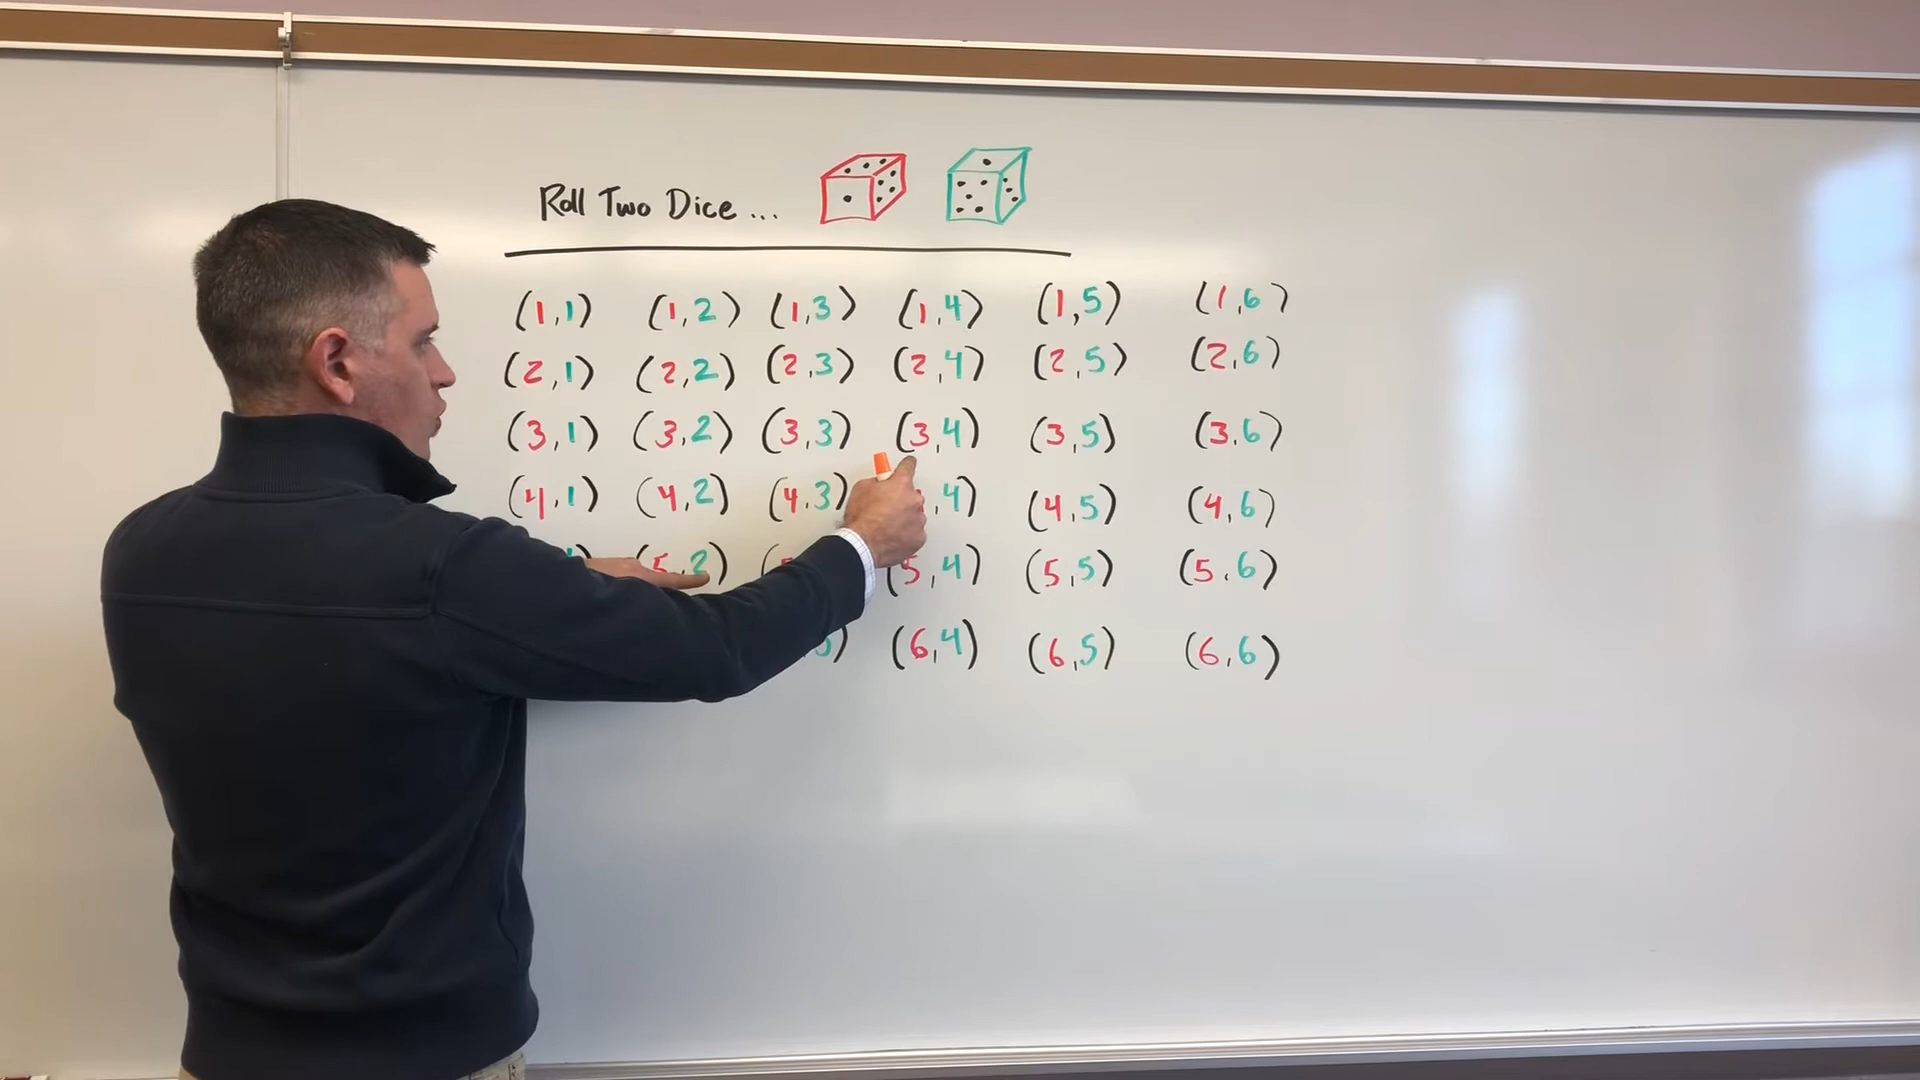 Roll Two Dice ...
(1,1) (1,2) (1,3) (1,4) (1,5) (1,6)
(2,1) (2,2) (2,3) (2,4) (2,5) (2,6)
(3,1) (3,2) (3,3) (3,4) (3,5) (3.6)
(4,1) (4,2) (4.3) ,4) (4,5) (4,6)
(5,2) (5,4) (5,5) (5.6)
(6,4) (6,5) (6.6)